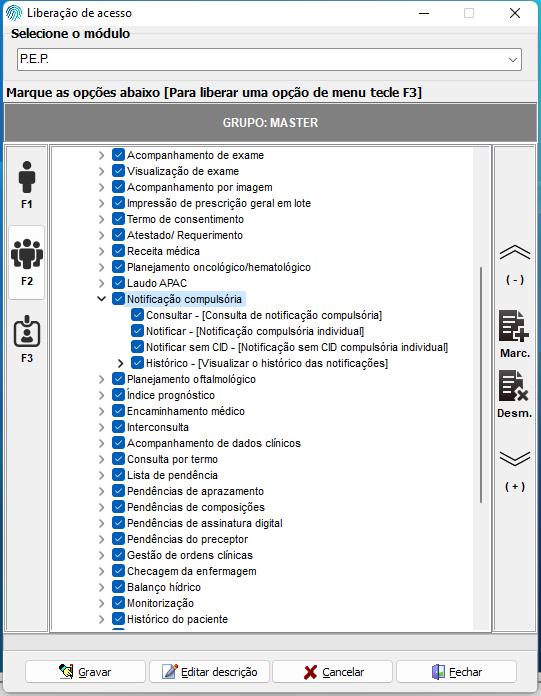 Liberação de acesso
Selecione o módulo
P.E.P.
Marque as opções abaixo [Para liberar uma opção de menu tecle F3]
GRUPO: MASTER
F1
F2
F3
Acompanhamento de exame
Visualização de exame
Acompanhamento por imagem
Impressão de prescrição geral em lote
Termo de consentimento
Atestado/ Requerimento
Receita médica
Planejamento oncológico/hematológico
Laudo APAC
Notificação compulsória
Consultar - [Consulta de notificação compulsória]
Notificar - [Notificação compulsória individual]
Notificar sem CID - [Notificação sem CID compulsória individual]
Histórico - [Visualizar o histórico das notificações]
Planejamento oftalmológico
Índice prognóstico
Encaminhamento médico
Interconsulta
Acompanhamento de dados clínicos
Consulta por termo
Lista de pendência
Pendências de aprazamento
Pendências de composições
Pendências de assinatura digital
Pendências do preceptor
Gestão de ordens clínicas
Checagem da enfermagem
Balanço hídrico
Monitorização
Histórico do paciente
( - )
Marc.
Desm.
( + )
Gravar
Editar descrição
Cancelar
Fechar